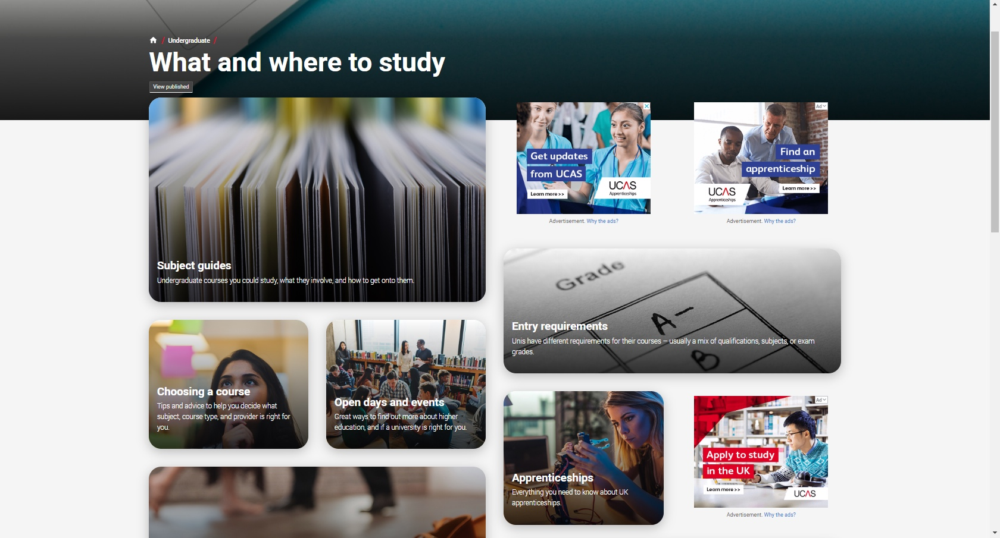 / Undergraduate /
What and where to study
View published
Subject guides
Undergraduate courses you could study, what they involve, and how to get onto them.
Get updates
from UCAS
Learn more >>
UCAS
Apprenticeships
Advertisement. Why the ads?
Ad
Find an
apprenticeship
Learn more >>
UCAS
Apprenticeships
Advertisement. Why the ads?
Grade
A-
B
Entry requirements
Unis have different requirements for their courses – usually a mix of qualifications, subjects, or exam
grades.
Choosing a course
Tips and advice to help you decide what
subject, course type, and provider is right for
you.
Open days and events
Great ways to find out more about higher
education, and if a university is right for you.
Apprenticeships
Everything you need to know about UK
apprenticeships.
Ad
Apply to study
in the UK
Learn more >>
UCAS
Advertisement. Why the ads?